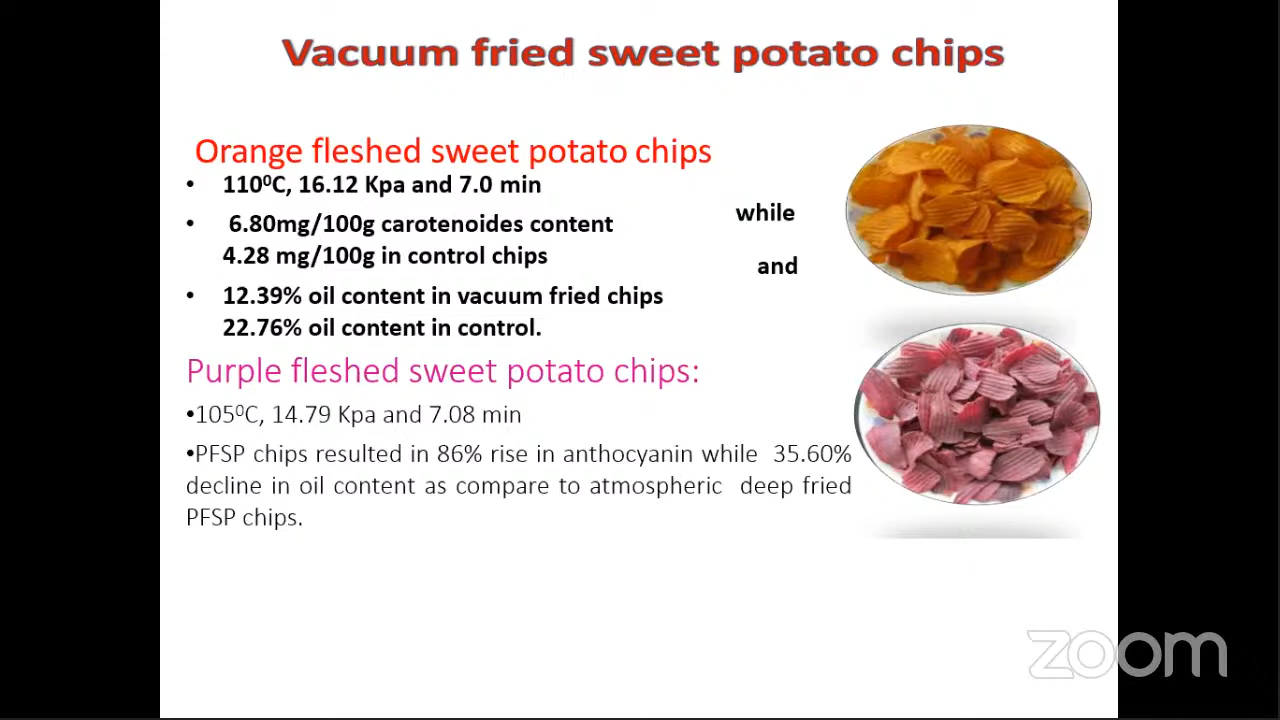 Vacuum fried sweet potato chips
Orange fleshed sweet potato chips
• 110⁰C, 16.12 Kpa and 7.0 min
• 6.80mg/100g carotenoides content while
4.28 mg/100g in control chips and
• 12.39% oil content in vacuum fried chips
22.76% oil content in control.
Purple fleshed sweet potato chips:
•105⁰C, 14.79 Kpa and 7.08 min
•PFSP chips resulted in 86% rise in anthocyanin while 35.60%
decline in oil content as compare to atmospheric deep fried
PFSP chips.
zoom